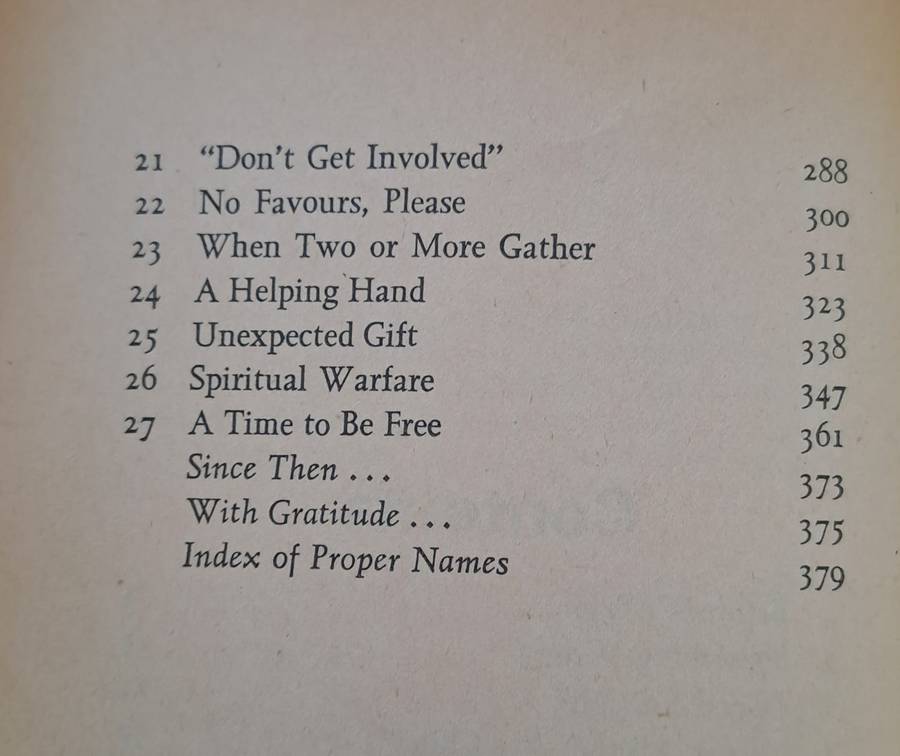 21 “Don’t Get Involved” 288
22 No Favours, Please 300
23 When Two or More Gather 311
24 A Helping Hand 323
25 Unexpected Gift 338
26 Spiritual Warfare 347
27 A Time to Be Free 361
Since Then . . . 373
With Gratitude . . . 375
Index of Proper Names 379